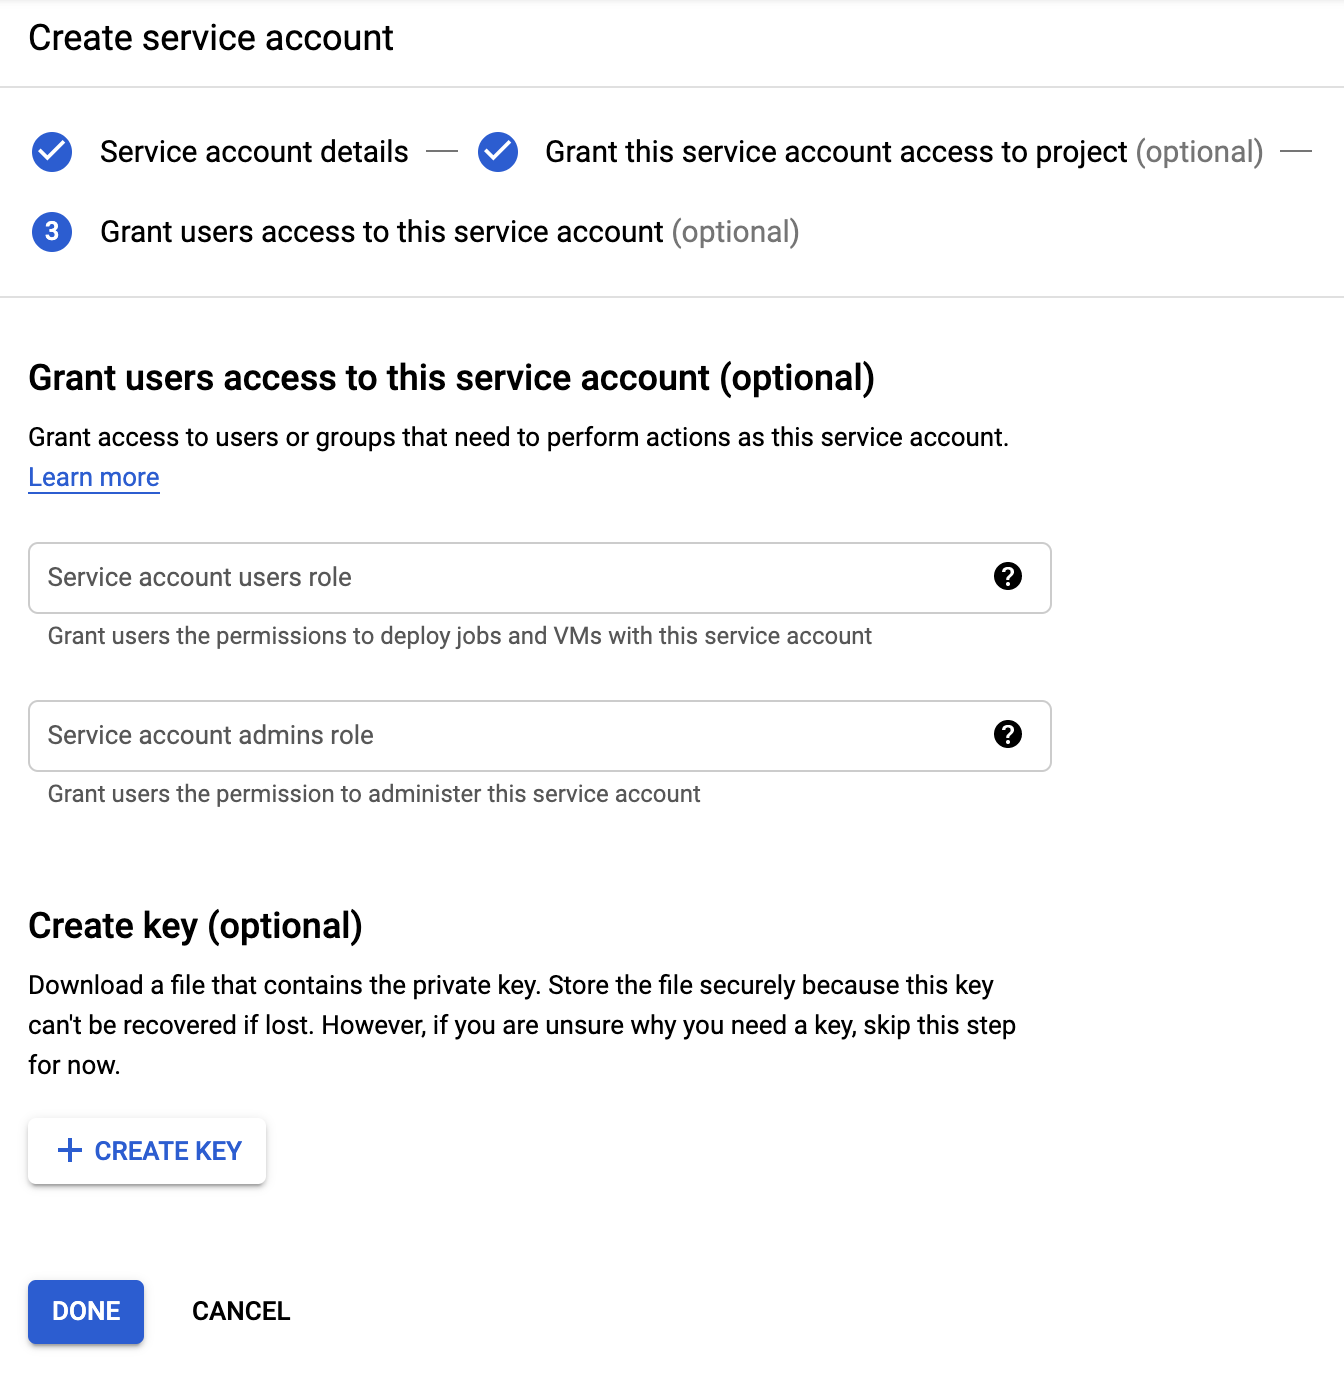 Create service account
Service account details
Grant this service account access to project (optional)
3
Grant users access to this service account (optional)
Grant users access to this service account (optional)
Grant access to users or groups that need to perform actions as this service account.
Learn more
Service account users role
?
Grant users the permissions to deploy jobs and VMs with this service account
Service account admins role
?
Grant users the permission to administer this service account
Create key (optional)
Download a file that contains the private key. Store the file securely because this key
can't be recovered if lost. However, if you are unsure why you need a key, skip this step
for now.
+ CREATE KEY
DONE
CANCEL